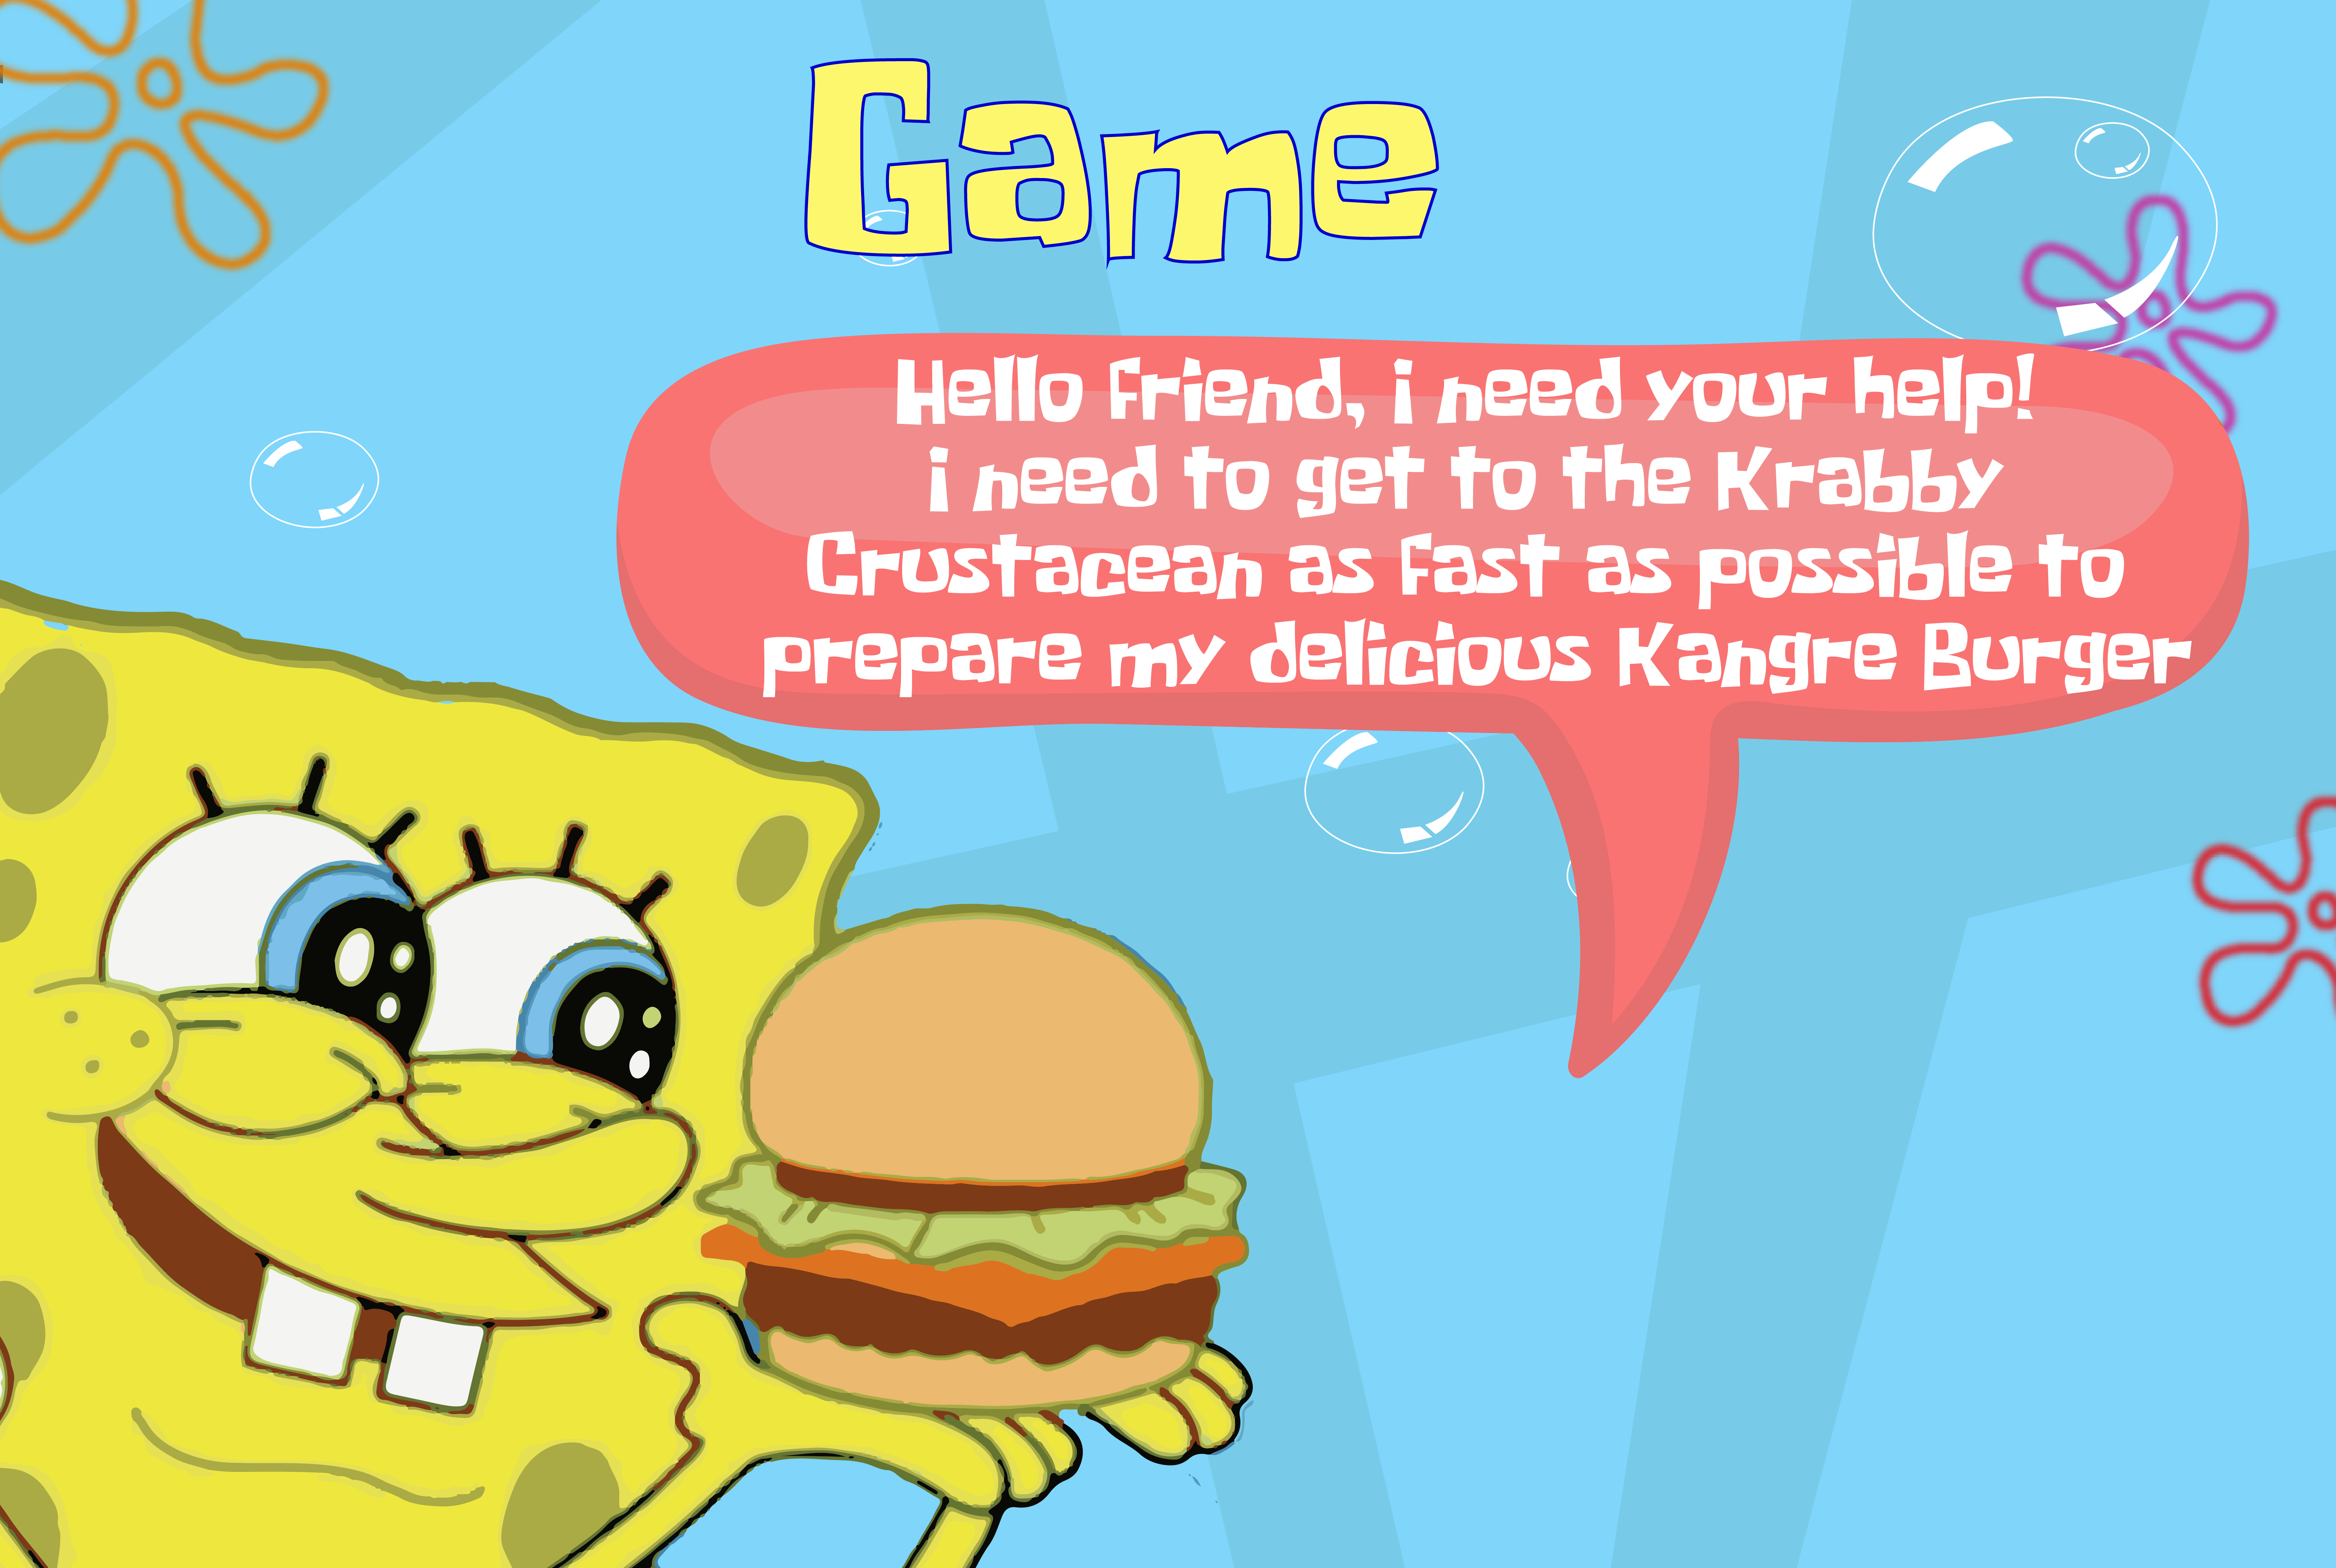 Game
Hello friend, i need your help!
i need to get to the Krabby
Crustacean as fast as possible to
prepare my delicious Kangre Burger